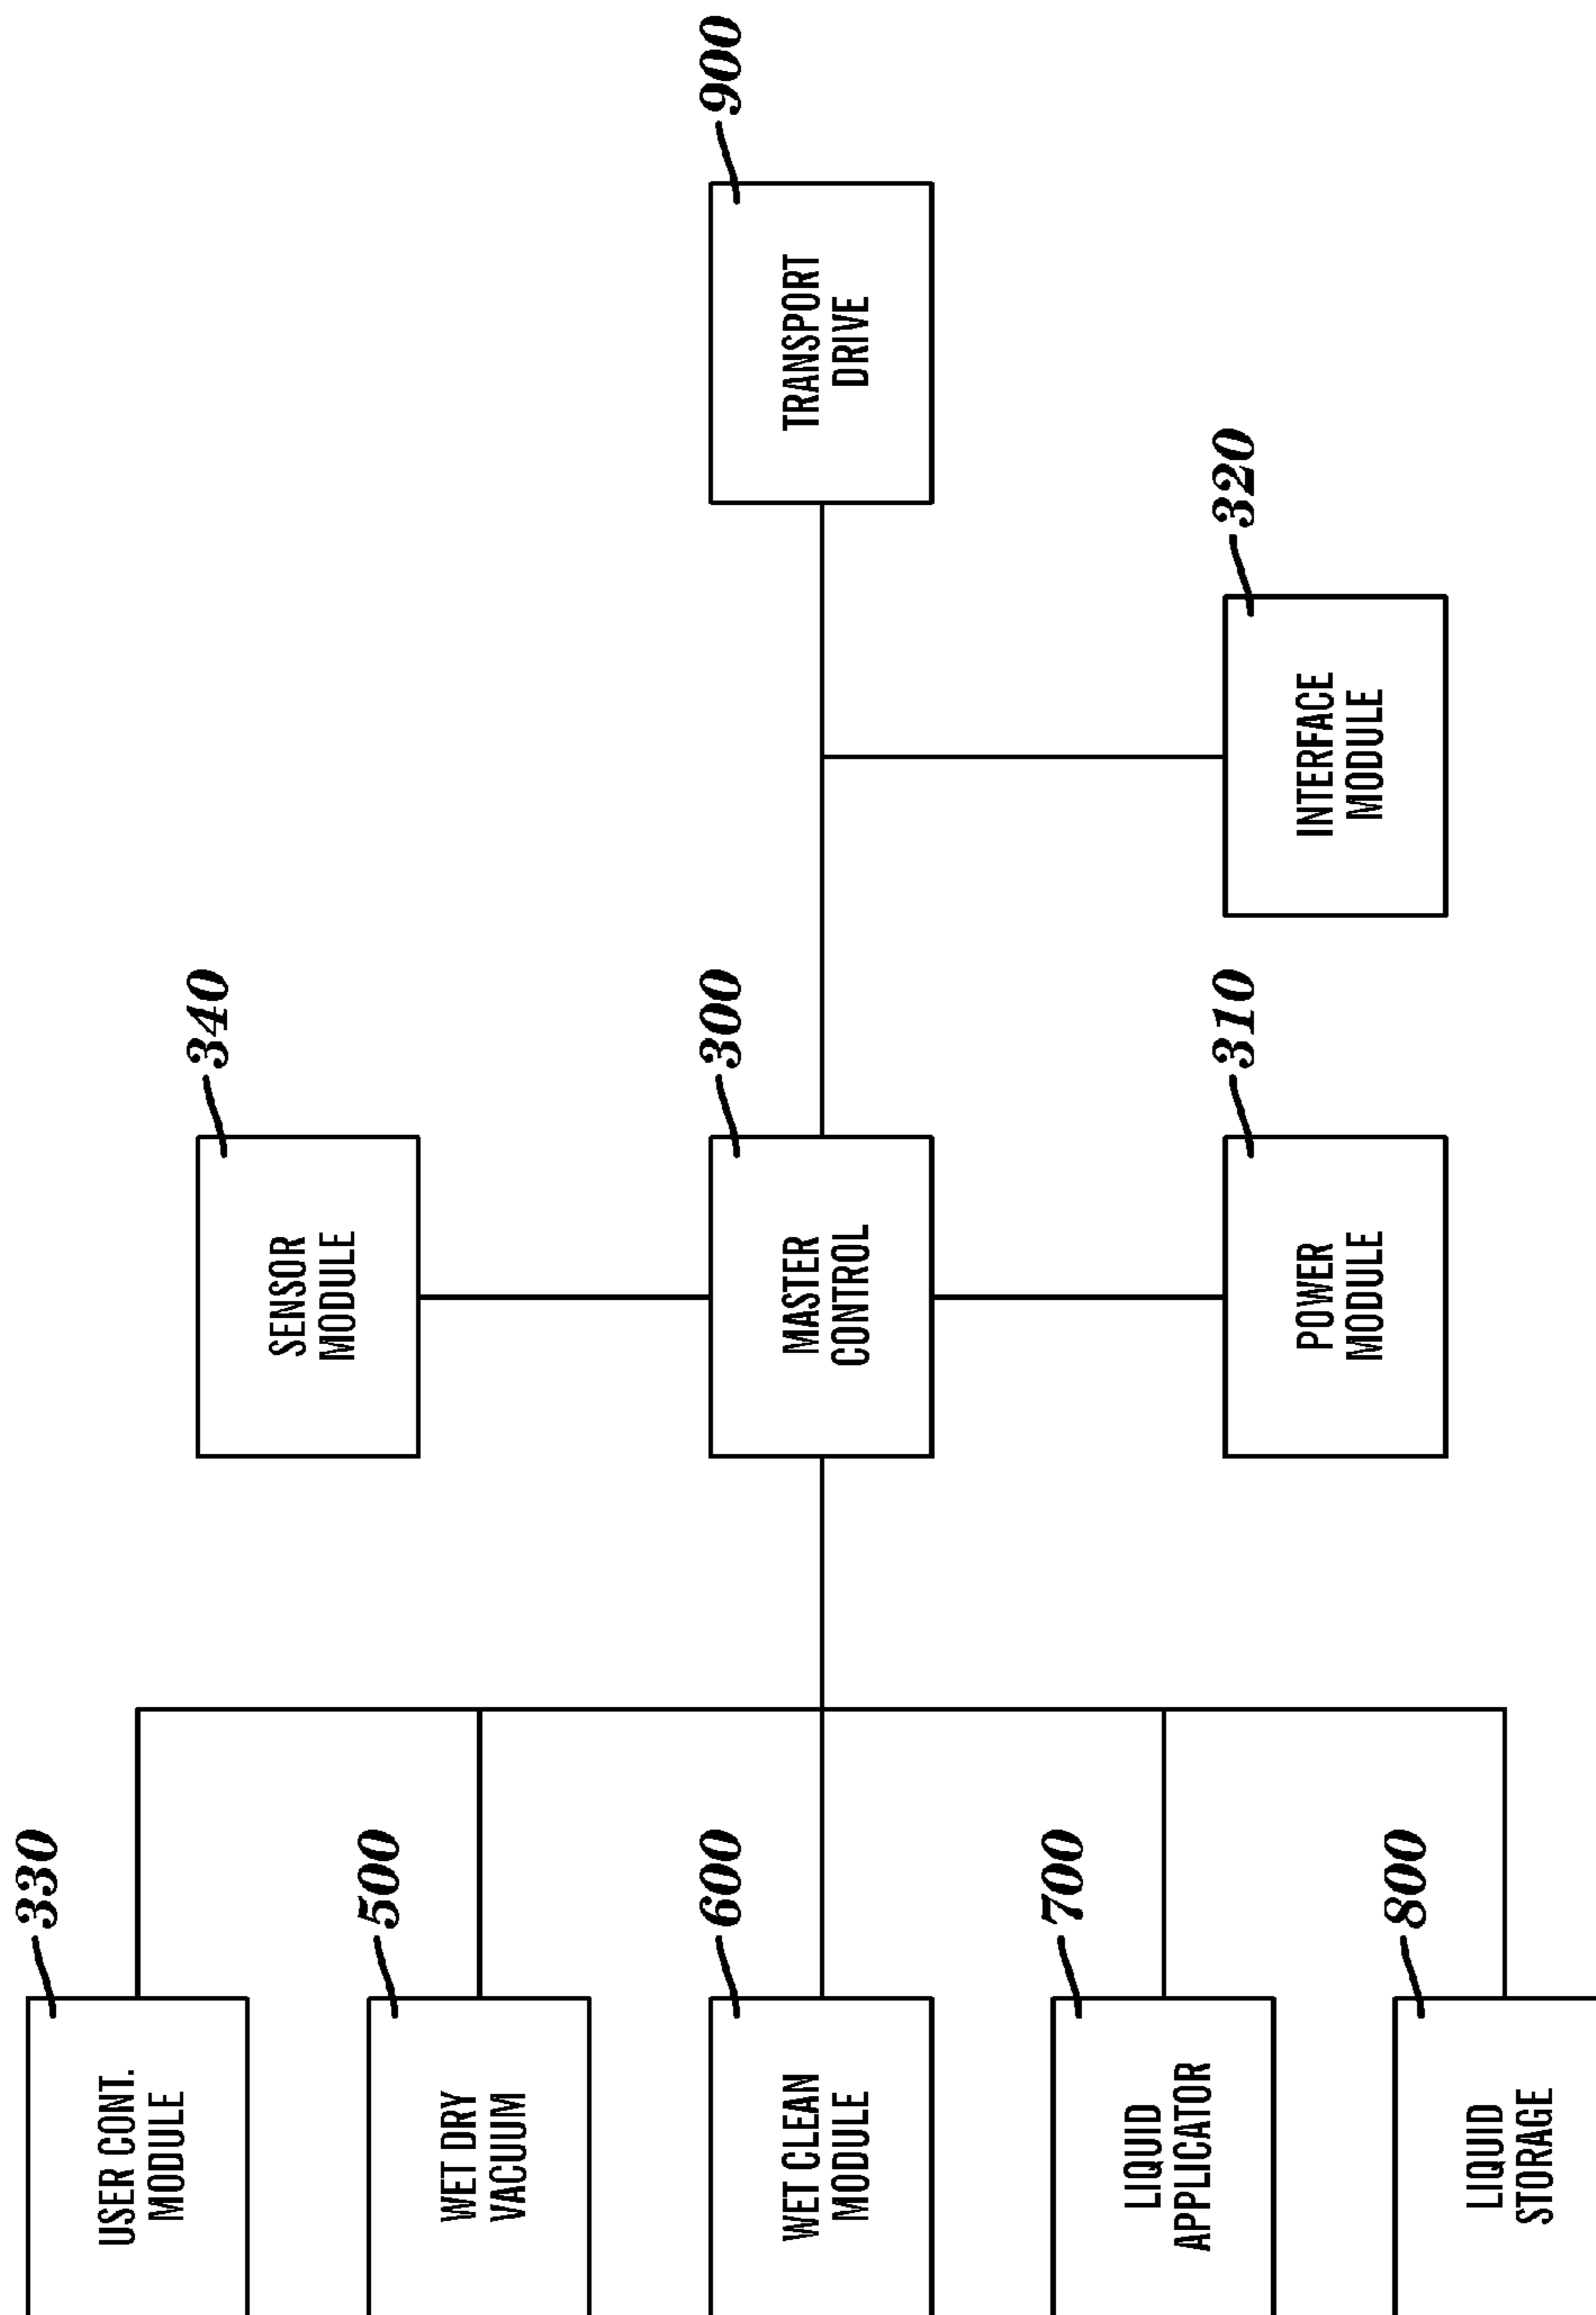 900
TRANSPORT
DRIVE
320
INTERFACE
MODULE
340
SENSOR
MODULE
300
MASTER
CONTROL
310
POWER
MODULE
330
USER CONT.
MODULE
500
WET DRY
VACUUM
600
WET CLEAN
MODULE
700
LIQUID
APPLICATOR
800
LIQUID
STORAGE